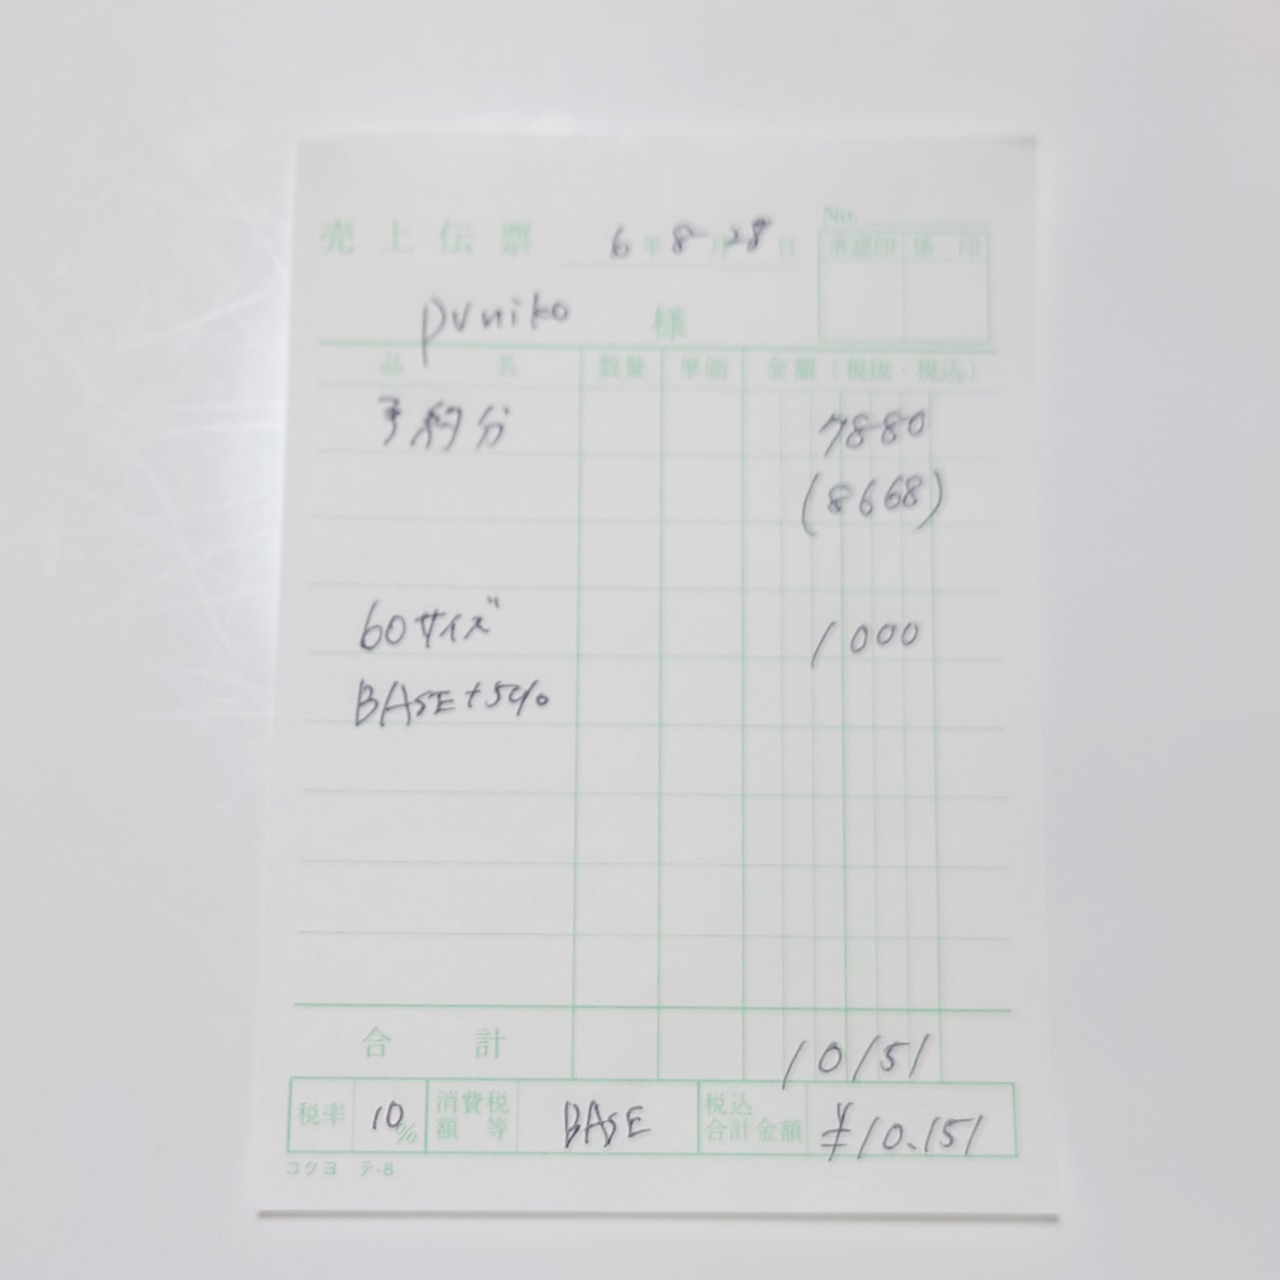 No.
売上伝票 6年8月28日
承認印 係印
puniko 様
品名 数量 単価 金額(税抜・税込)
予約分 7880
(8668)
60サイズ 1000
BASE+5%
合計 10151
税率 10% 消費税額等 BASE 税込合計金額 ¥10.151
コクヨ テ-8